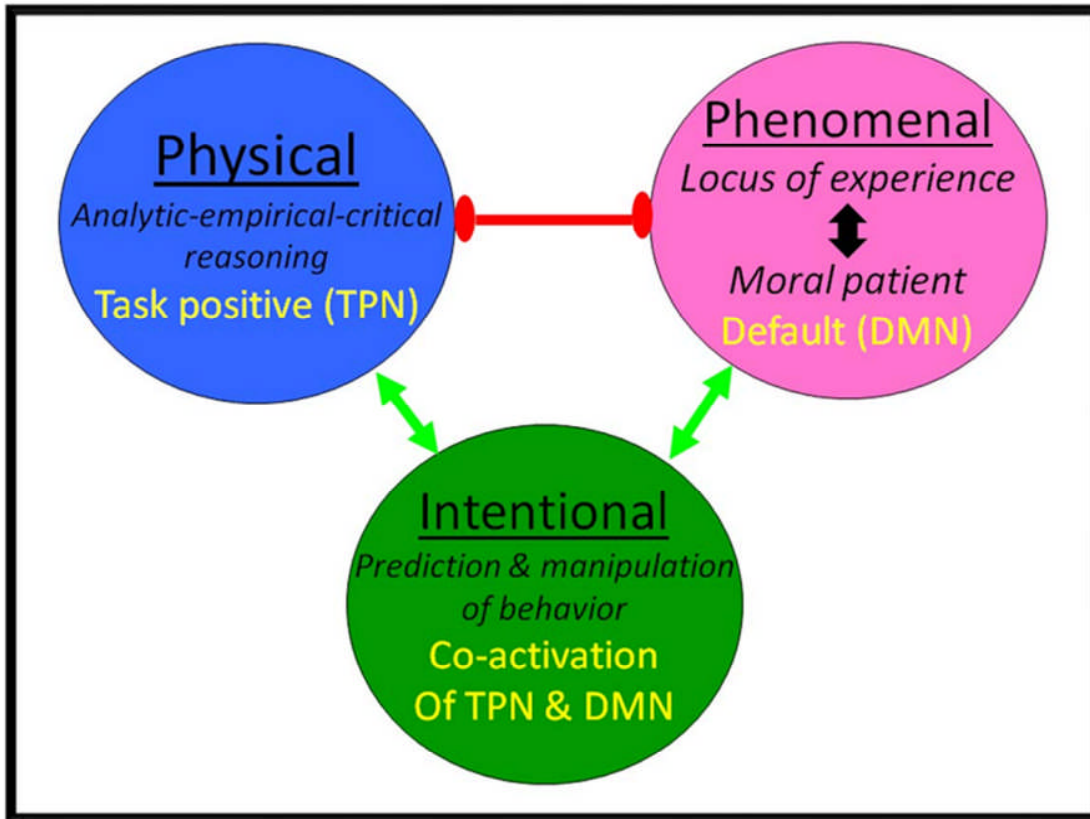 Physical
Analytic-empirical-critical
reasoning
Task positive (TPN)
Phenomenal
Locus of experience
Moral patient
Default (DMN)
Intentional
Prediction & manipulation
of behavior
Co-activation
Of TPN & DMN